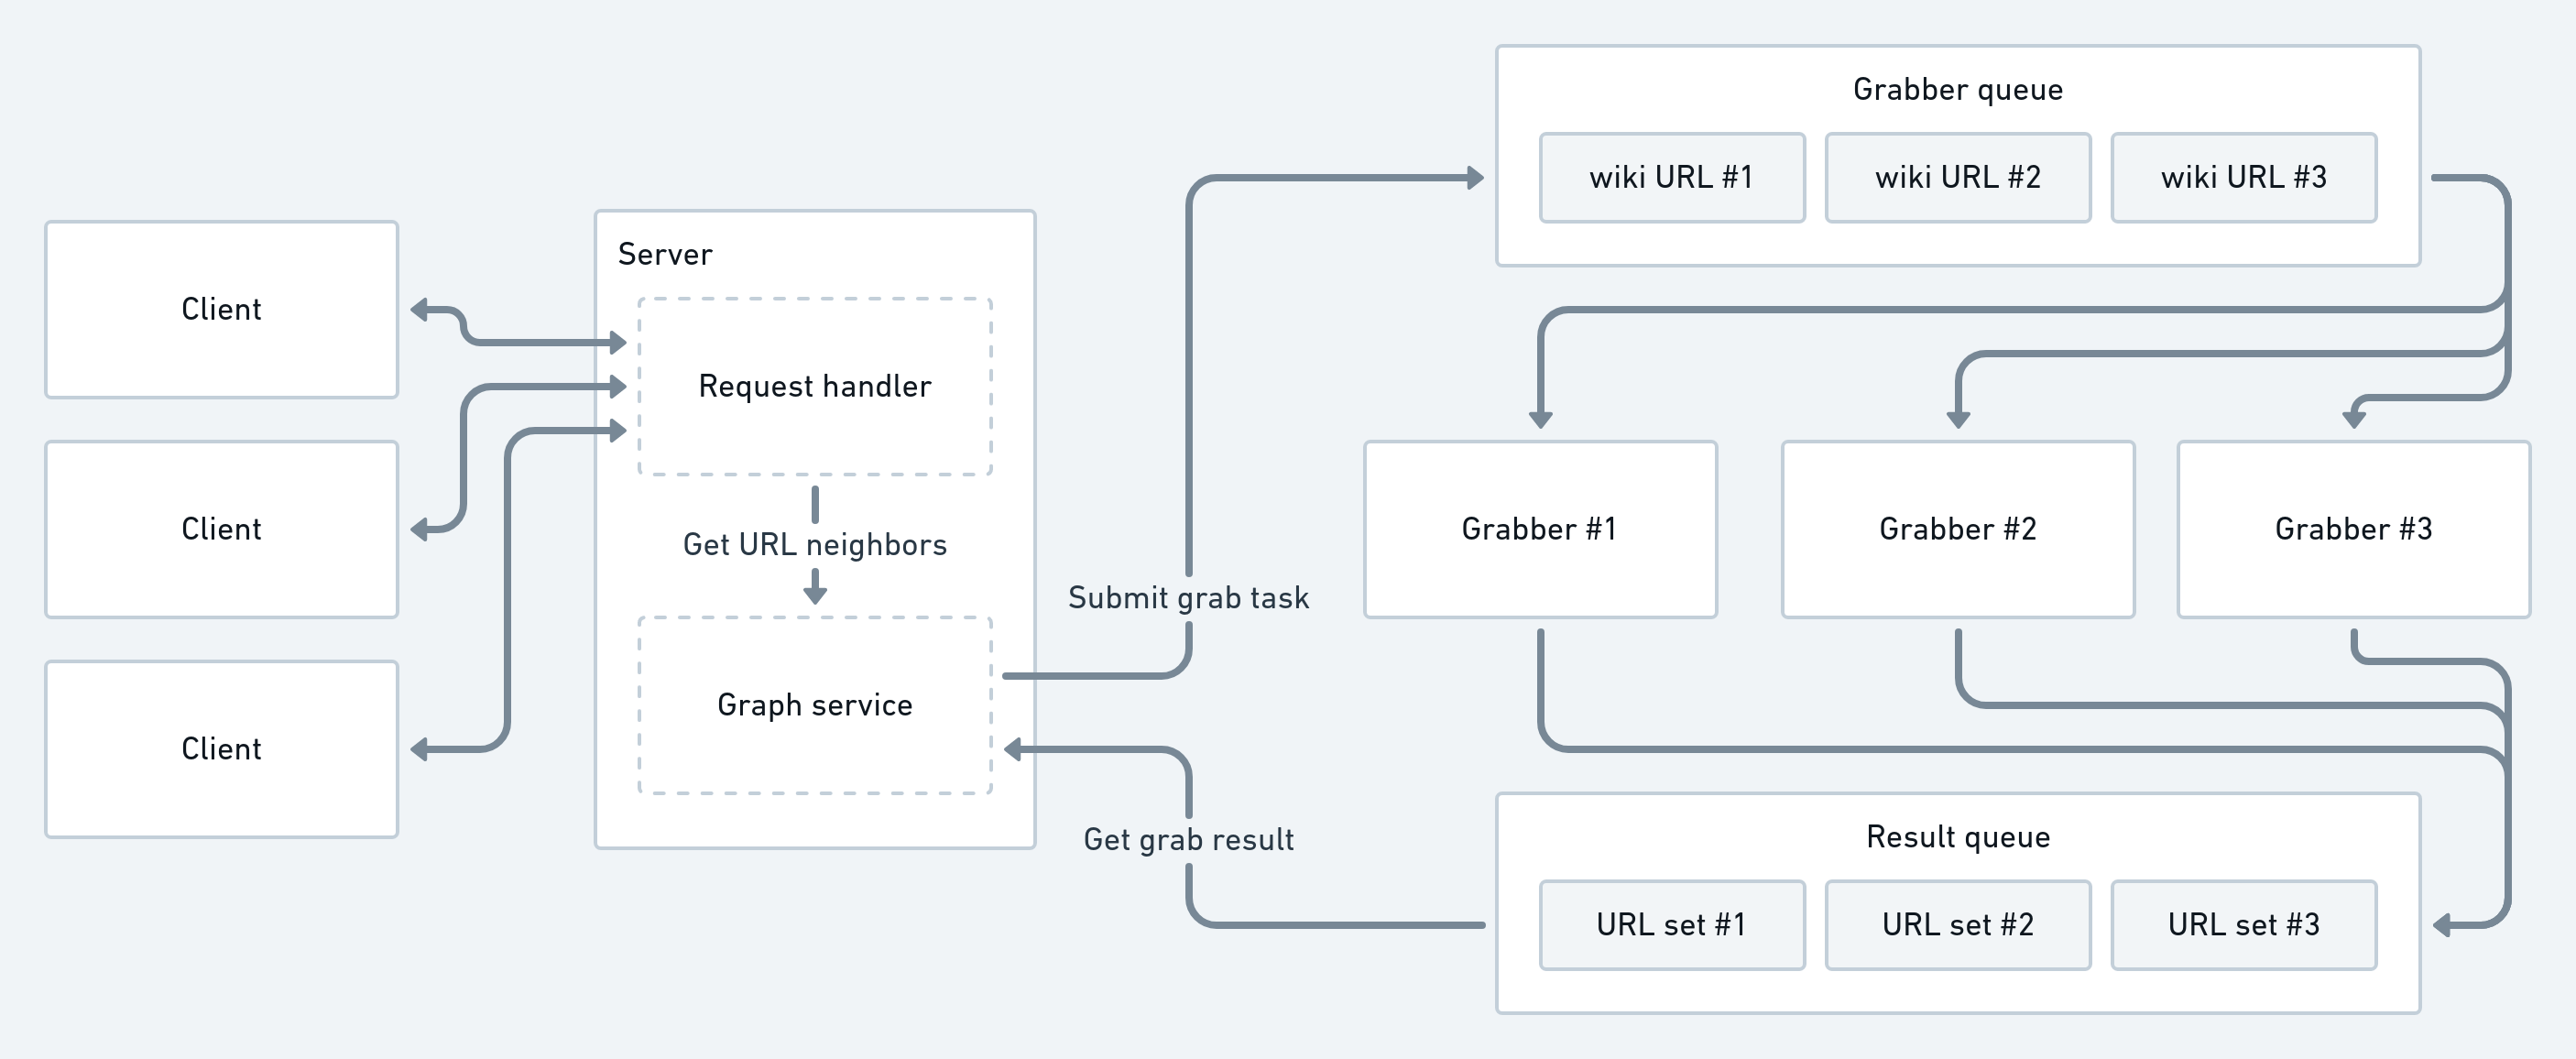 Client
Client
Client
Server
Request handler
Get URL neighbors
Graph service
Submit grab task
Get grab result
Grabber queue
wiki URL #1
wiki URL #2
wiki URL #3
Grabber #1
Grabber #2
Grabber #3
Result queue
URL set #1
URL set #2
URL set #3